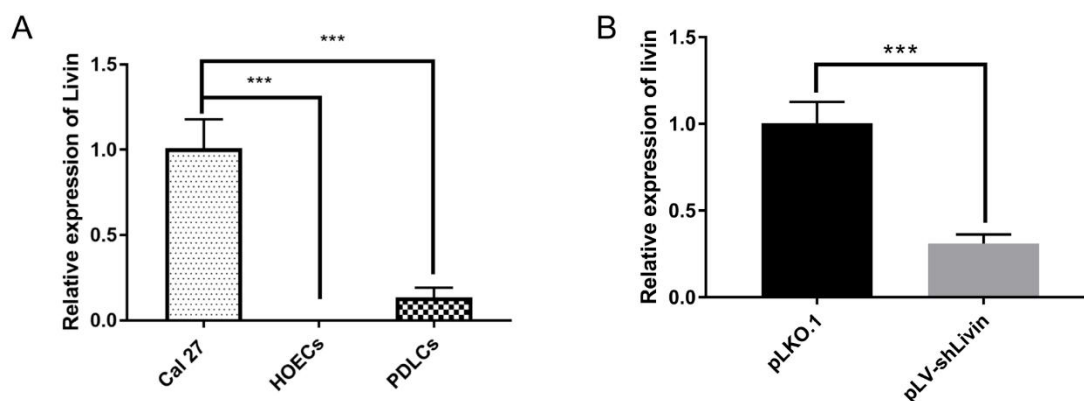 A
Relative expression of Livin
1.5
1.0
0.5
0.0
***
***
Cal 27
HOECs
PDLCs
B
Relative expression of livin
1.5
1.0
0.5
0.0
***
pLKO.1
pLV-shLivin